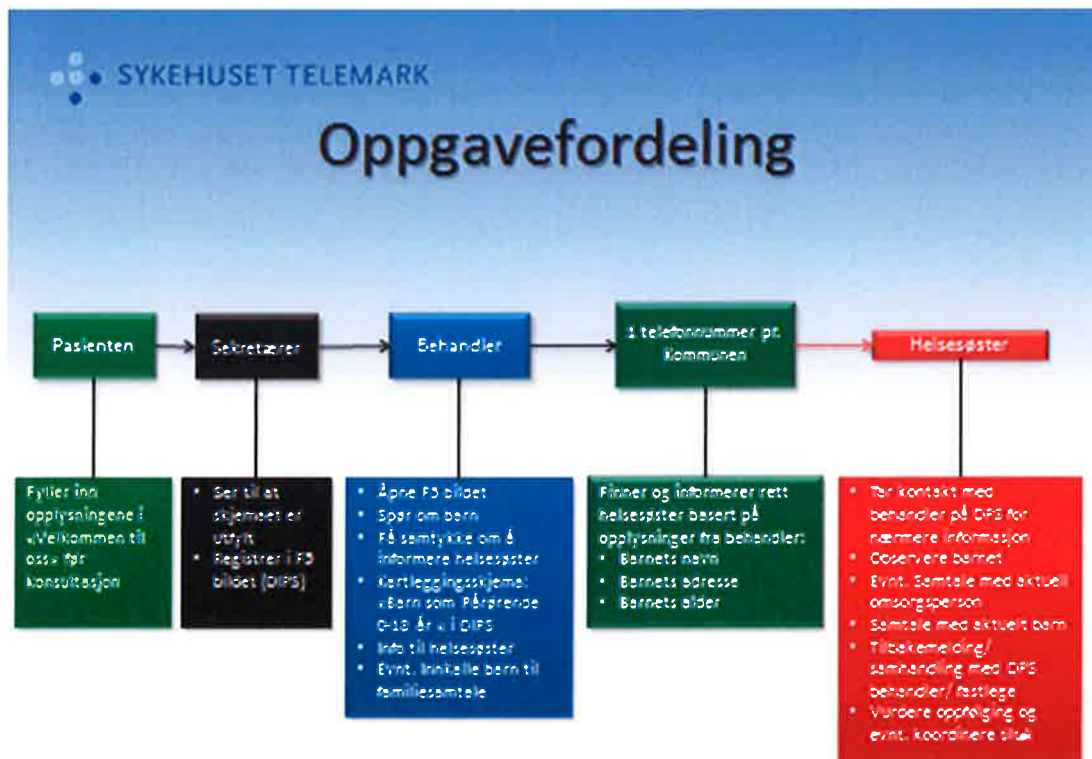 SYKEHUSET TELEMARK
Oppgavefordeling
Pasienten
Sekretærer
Behandler
1 telefonnummer pr.
Kommunen
Helsesøster
Fyller inn
opplysningene i
«Velkommen til
oss» før
konsultasjon
• Ser til at
skjemaet er
utfylt
• Registrer i F5
bildet (DIPS)
• Åpne F5 bildet
• Spør om barn
• Få samtykke om å
informere helsesøster
• Kartleggingsskjema:
«Barn som Pårørende
0-18 år « i DIPS
• Info til helsesøster
• Evnt. Innkalle barn til
familiesamtale
Finner og informerer rett
helsesøster basert på
opplysninger fra behandler:
• Barnets navn
• Barnets adresse
• Barnets alder
• Tar kontakt med
behandler på DPS for
nærmere informasjon
• Observere barnet
• Evnt. Samtale med aktuell
omsorgsperson
• Samtale med aktuelt barn
• Tilbakemelding/
samhandling med DPS
behandler/ fastlege
• Vurdere oppfølging og
evnt. koordinere tiltak